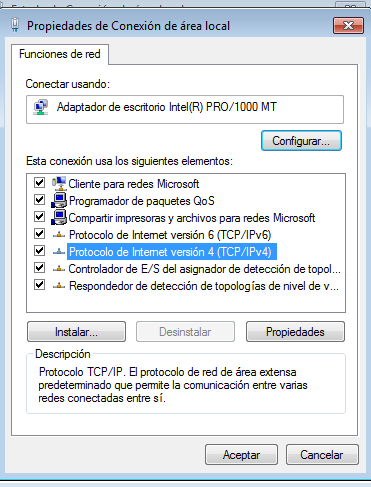 Propiedades de Conexión de área local
Funciones de red
Conectar usando:
Adaptador de escritorio Intel(R) PRO/1000 MT
Configurar...
Esta conexión usa los siguientes elementos:
Cliente para redes Microsoft
Programador de paquetes QoS
Compartir impresoras y archivos para redes Microsoft
Protocolo de Internet versión 6 (TCP/IPv6)
Protocolo de Internet versión 4 (TCP/IPv4)
Controlador de E/S del asignador de detección de topol...
Respondedor de detección de topologías de nivel de v...
Instalar...
Desinstalar
Propiedades
Descripción
Protocolo TCP/IP. El protocolo de red de área extensa
predeterminado que permite la comunicación entre varias
redes conectadas entre sí.
Aceptar
Cancelar